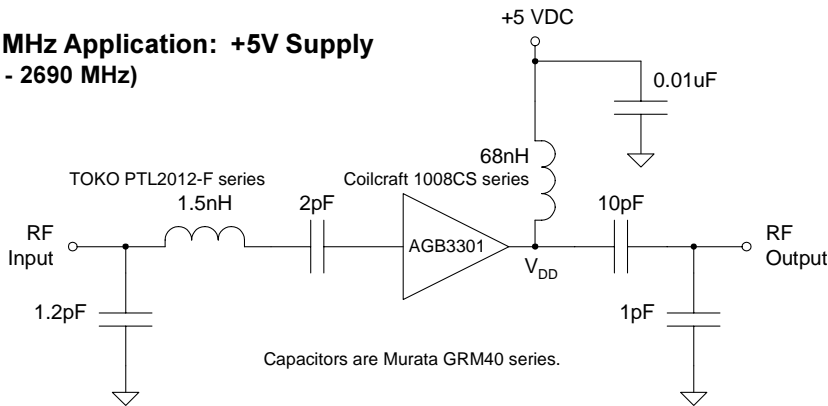 MHz Application: +5V Supply
- 2690 MHz)
+5 VDC
0.01uF
68nH
TOKO PTL2012-F series
Coilcraft 1008CS series
1.5nH
2pF
10pF
RF
Input
AGB3301
VDD
RF
Output
1.2pF
1pF
Capacitors are Murata GRM40 series.